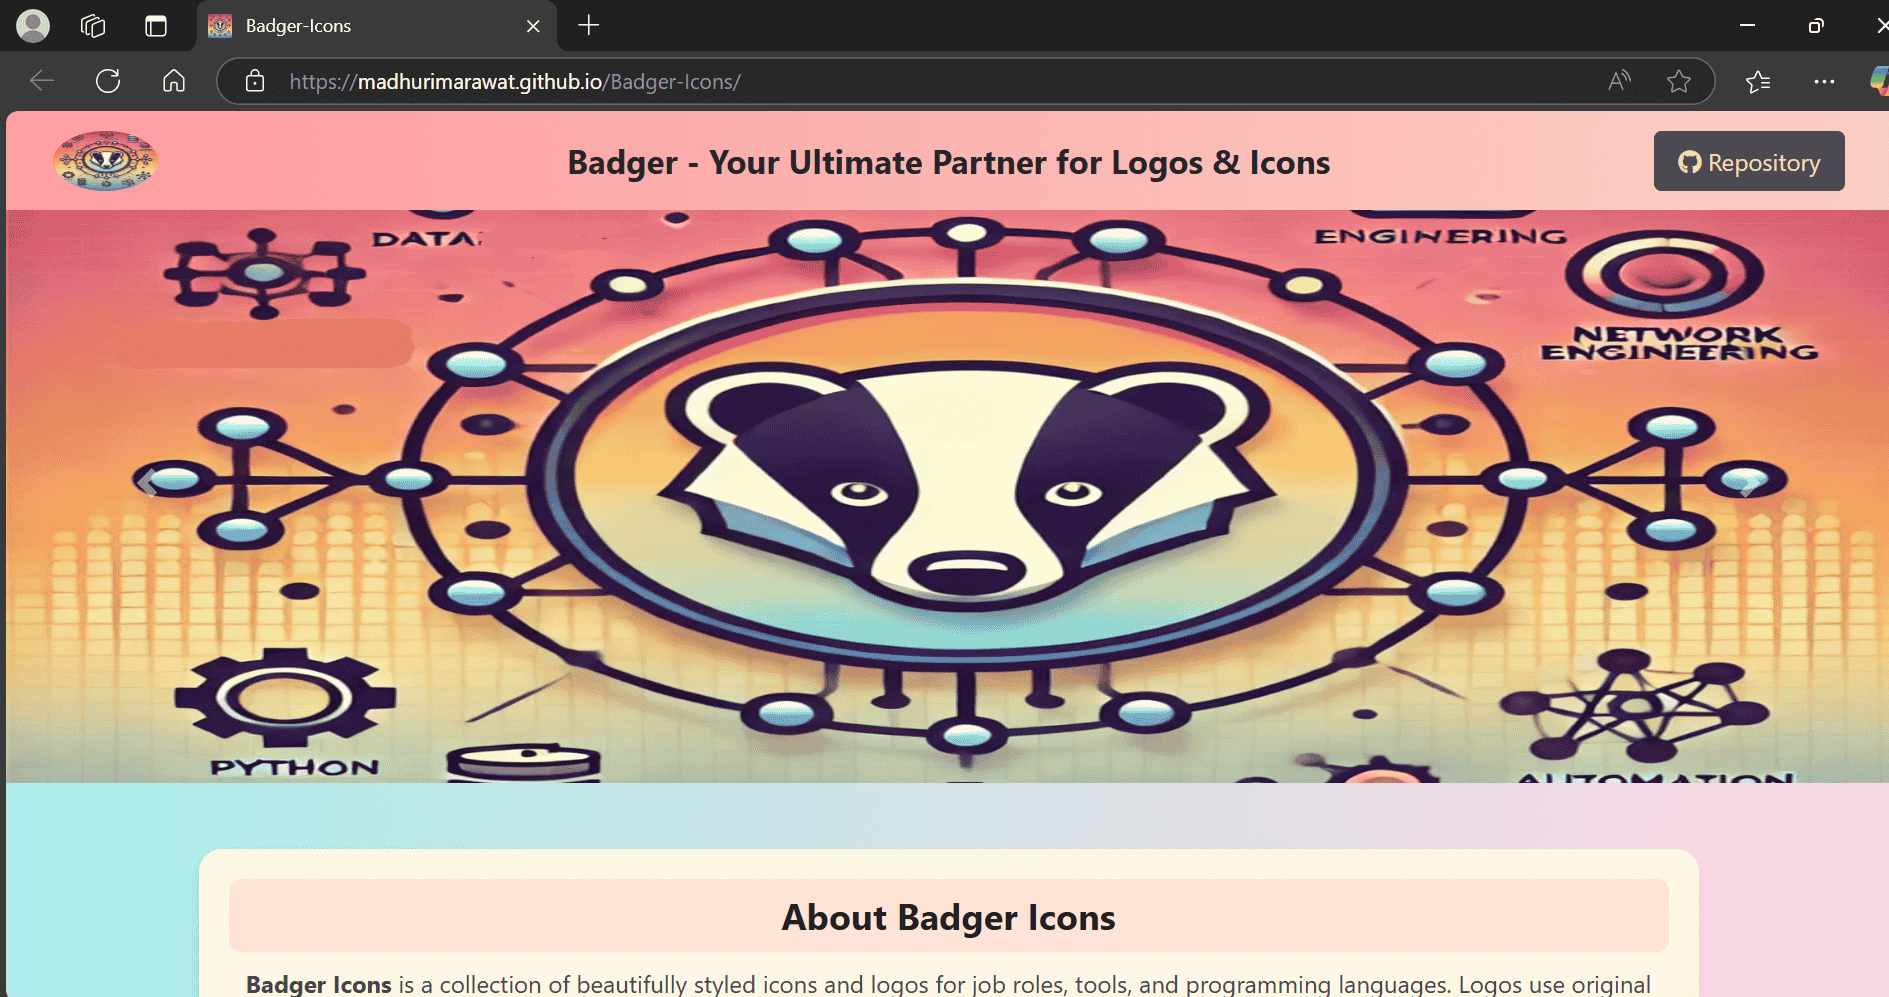 Badger-Icons
https://madhurimarawat.github.io/Badger-Icons/
Badger - Your Ultimate Partner for Logos & Icons
Repository
DATA
ENGINERING
NETWORK
ENGINEERING
PYTHON
AUTOMATION
About Badger Icons
Badger Icons is a collection of beautifully styled icons and logos for job roles, tools, and programming languages. Logos use original